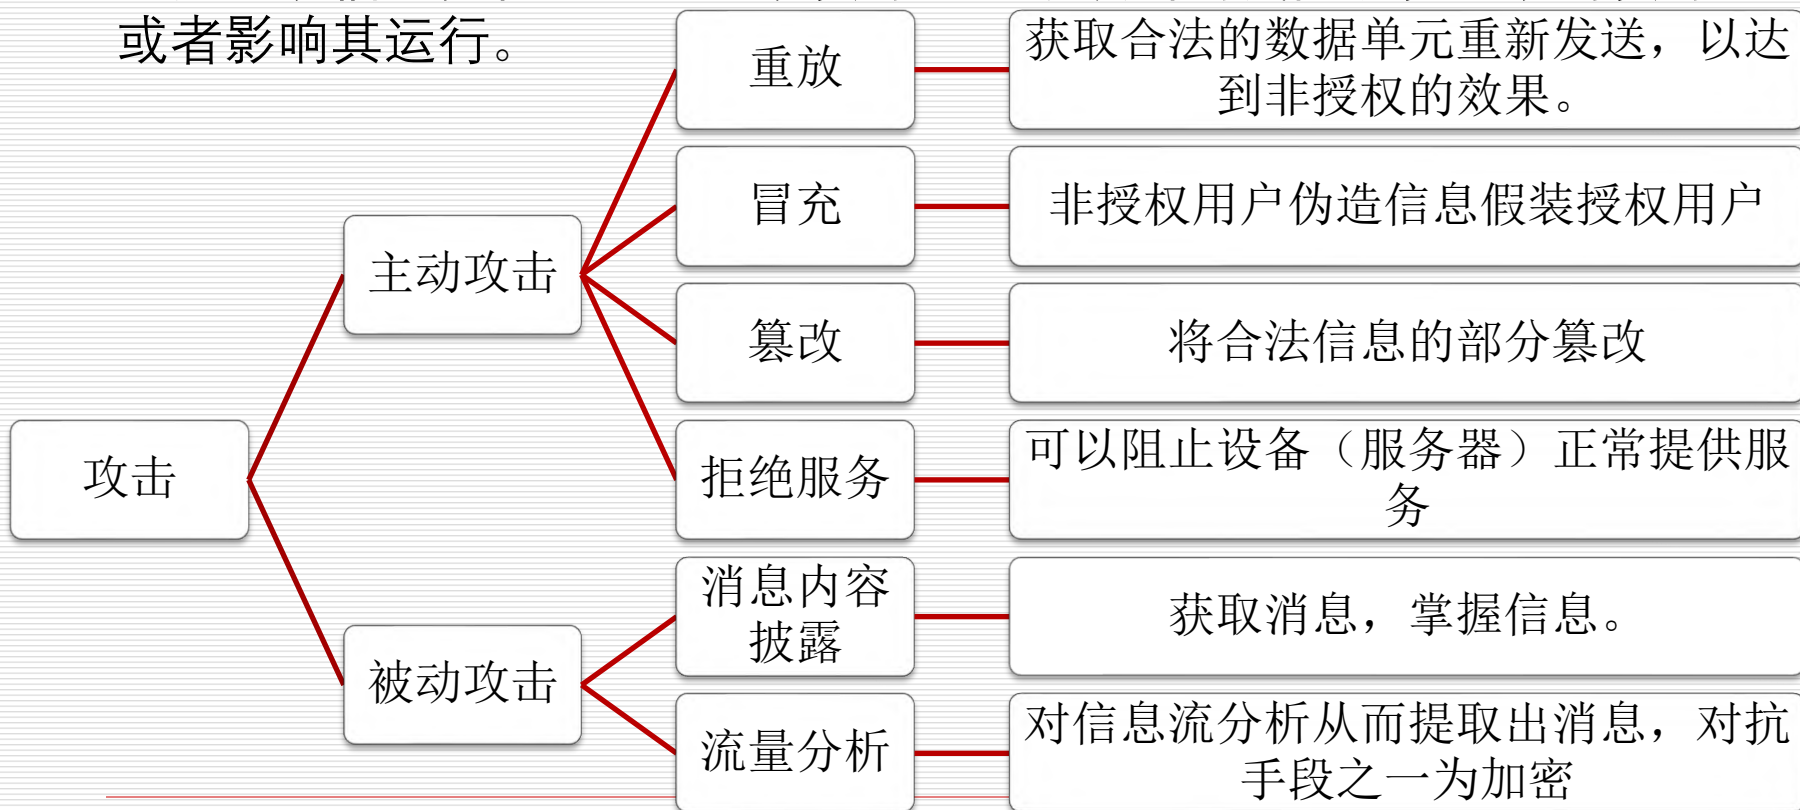 或者影响其运行。
重放
获取合法的数据单元重新发送，以达
到非授权的效果。
冒充
非授权用户伪造信息假装授权用户
主动攻击
篡改
将合法信息的部分篡改
攻击
拒绝服务
可以阻止设备（服务器）正常提供服
务
消息内容
披露
获取消息，掌握信息。
被动攻击
流量分析
对信息流分析从而提取出消息，对抗
手段之一为加密